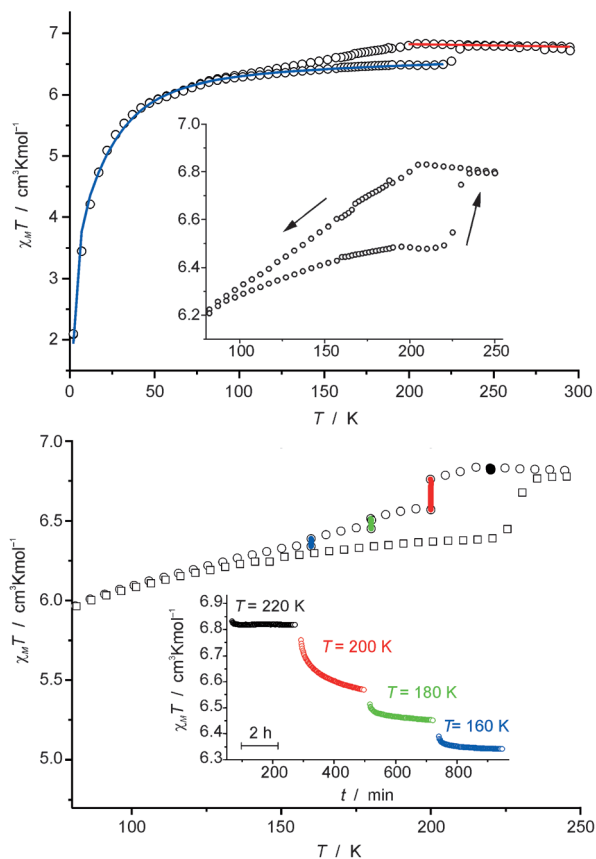 7
6
5
4
3
2
χ_M T / cm³Kmol⁻¹
7.0
6.8
6.6
6.4
6.2
100 150 200 250
0 50 100 150 200 250 300
T / K
7.0
6.5
6.0
5.5
5.0
χ_M T / cm³Kmol⁻¹
6.9
6.8
6.7
6.6
6.5
6.4
6.3
χ_M T / cm³Kmol⁻¹
T = 220 K
T = 200 K
T = 180 K
T = 160 K
2 h
200 400 600 800
t / min
100 150 200 250
T / K